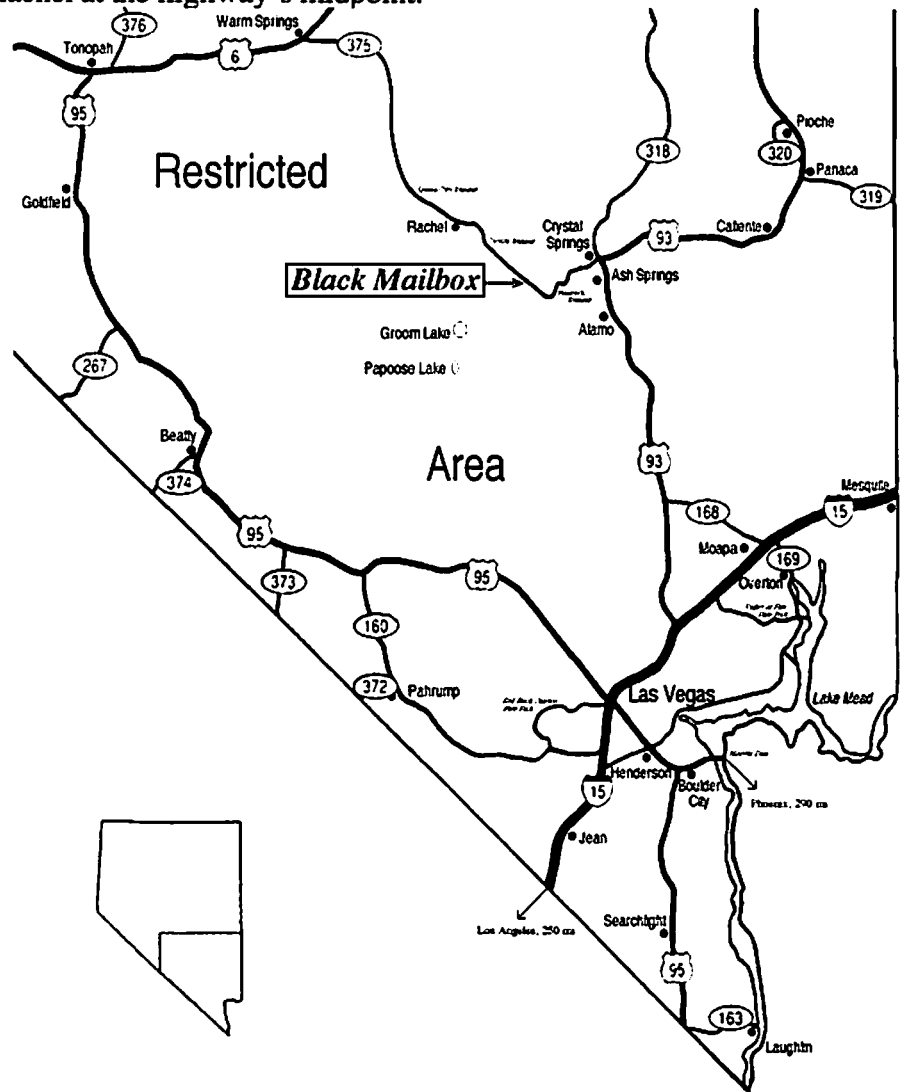 Rachel at the highway's midpoint.
376
Warm Springs
Tonopah
6
375
95
Pioche
320
318
Panaca
Restricted
319
Goldfield
Rachel
Crystal
Springs
93
Caliente
Black Mailbox
Ash Springs
Groom Lake
Alamo
267
Papoose Lake
Beatty
374
Area
93
Mesquite
15
168
95
Moapa
169
373
95
Overton
160
372
Pahrump
Las Vegas
Lake Mead
Henderson
Boulder
City
15
Phoenix, 290 mi
Jean
Los Angeles, 250 mi
Searchlight
95
163
Laughlin